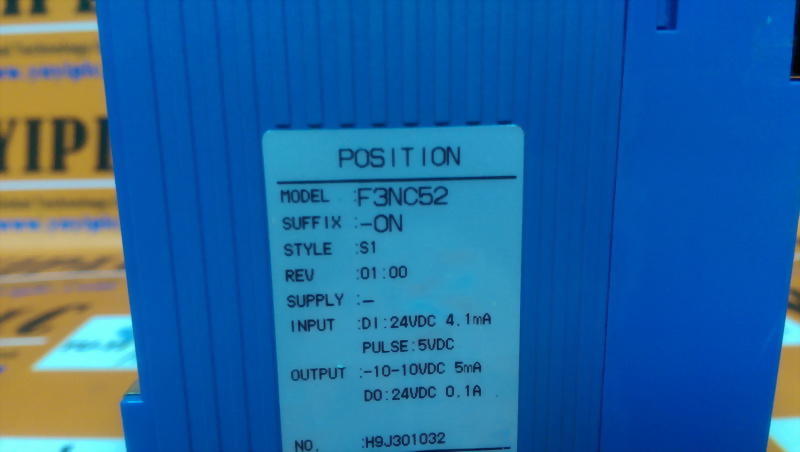 POSITION
MODEL :F3NC52
SUFFIX :-0N
STYLE :S1
REV :01:00
SUPPLY :-
INPUT :DI:24VDC 4.1mA
PULSE:5VDC
OUTPUT :-10-10VDC 5mA
DO:24VDC 0.1A
NO. :H9J301032